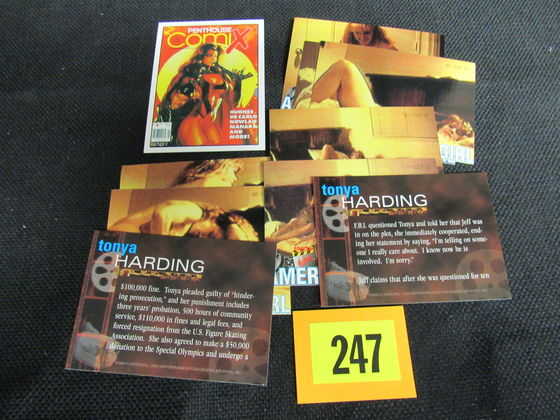 PENTHOUSE
COMIX
HUGHES
DE CARLO
NOWLAN
MANARA
AND
MORE!
GIRL
AMER
tonya
HARDING
F.B.I. questioned Tonya and told her that Jeff was
in on the plot, she immediately cooperated, end-
ing her statement by saying, "I'm telling on some-
one I really care about. I know now he is
involved. I'm sorry."
Jeff claims that after she was questioned for ten
tonya
HARDING
$100,000 fine. Tonya pleaded guilty of "hinder-
ing prosecution," and her punishment includes
three years' probation, 500 hours of community
service, $110,000 in fines and legal fees, and
forced resignation from the U.S. Figure Skating
Association. She also agreed to make a $50,000
donation to the Special Olympics and undergo a
247